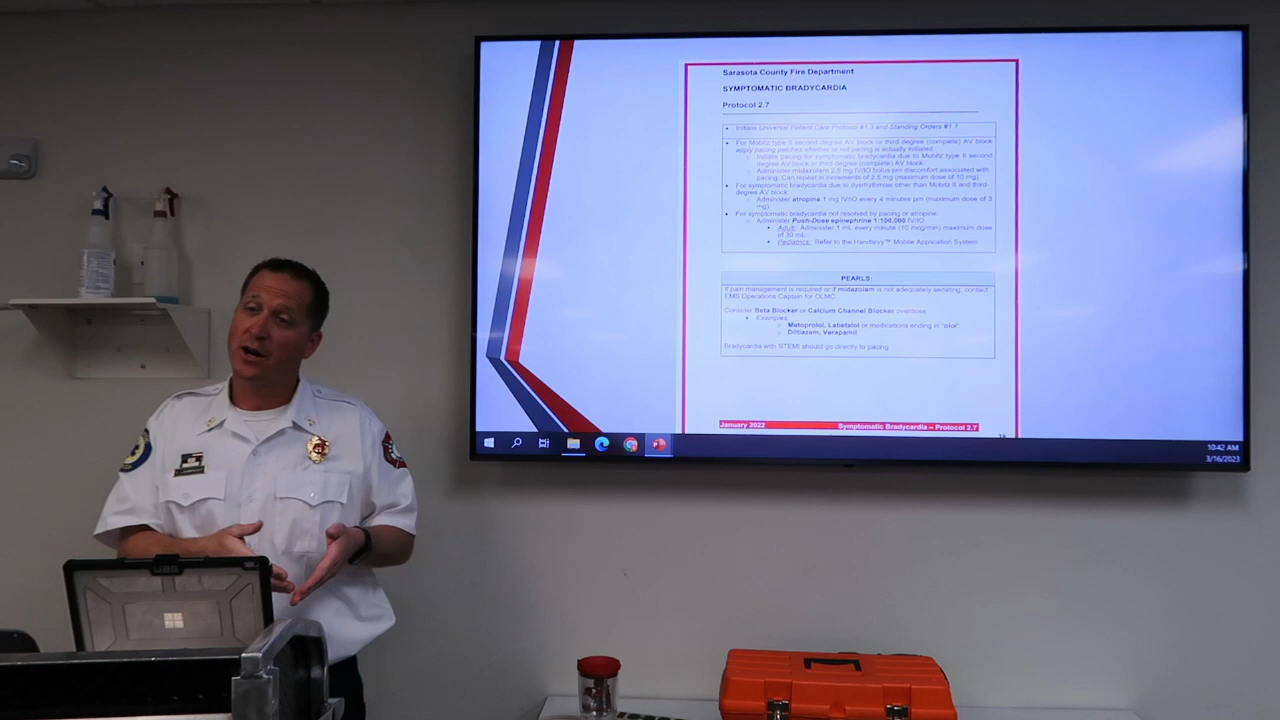 Sarasota County Fire Department
SYMPTOMATIC BRADYCARDIA
Protocol 2.7
• Initiate Universal Patient Care Protocol #1.3 and Standing Orders #1.1
• For Mobitz type II second degree AV block or third degree (complete) AV block
apply pacing patches whether or not pacing is actually initiated.
○ Initiate pacing for symptomatic bradycardia due to Mobitz type II second
degree AV block or third degree (complete) AV block.
○ Administer midazolam 2.5 mg IV/IO bolus prn discomfort associated with
pacing. Can repeat in increments of 2.5 mg (maximum dose of 10 mg)
• For symptomatic bradycardia due to dysrhythmias other than Mobitz II and third-
degree AV block:
○ Administer atropine 1 mg IV/IO every 4 minutes prn (maximum dose of 3
mg)
• For symptomatic bradycardia not resolved by pacing or atropine:
○ Administer Push-Dose epinephrine 1:100,000 IV/IO
▪ Adult: Administer 1 mL every minute (10 mcg/min) maximum dose
of 30 mL
▪ Pediatrics: Refer to the Handtevy™ Mobile Application System
PEARLS:
If pain management is required or if midazolam is not adequately sedating, contact
EMS Operations Captain for OLMC.
Consider Beta Blocker or Calcium Channel Blocker overdose
• Examples:
○ Metoprolol, Labetalol or medications ending in "olol"
○ Diltiazem, Verapamil
Bradycardia with STEMI should go directly to pacing
January 2022 Symptomatic Bradycardia – Protocol 2.7
10:42 AM
3/16/2023
UAG